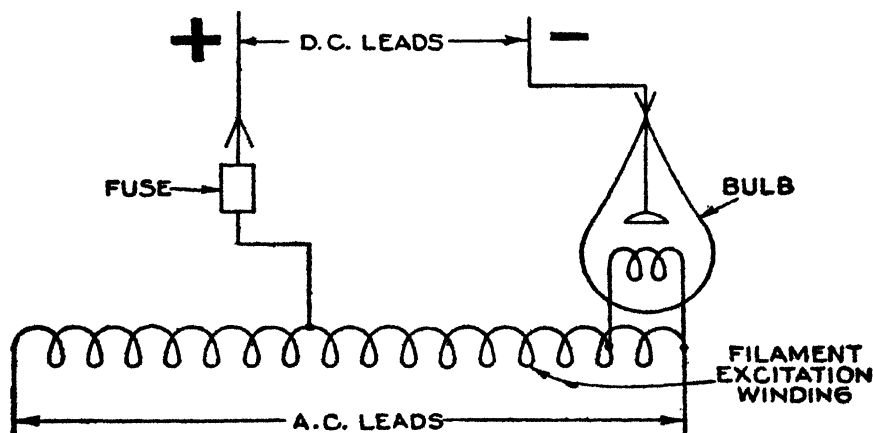 + D.C. LEADS −
FUSE
BULB
FILAMENT
EXCITATION
WINDING
A.C. LEADS